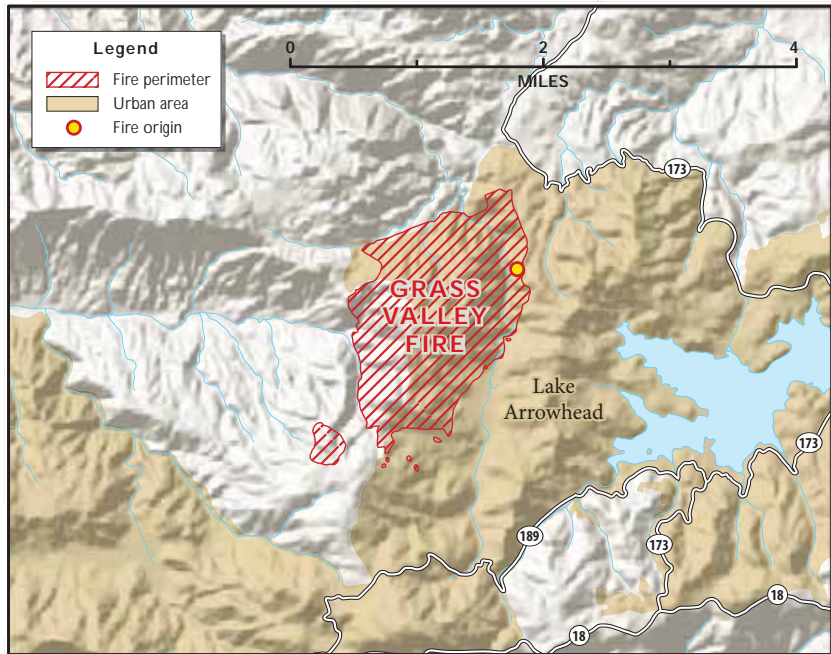 Legend
Fire perimeter
Urban area
Fire origin
0 2 4
MILES
173
GRASS
VALLEY
FIRE
Lake
Arrowhead
173
189
173
18
18